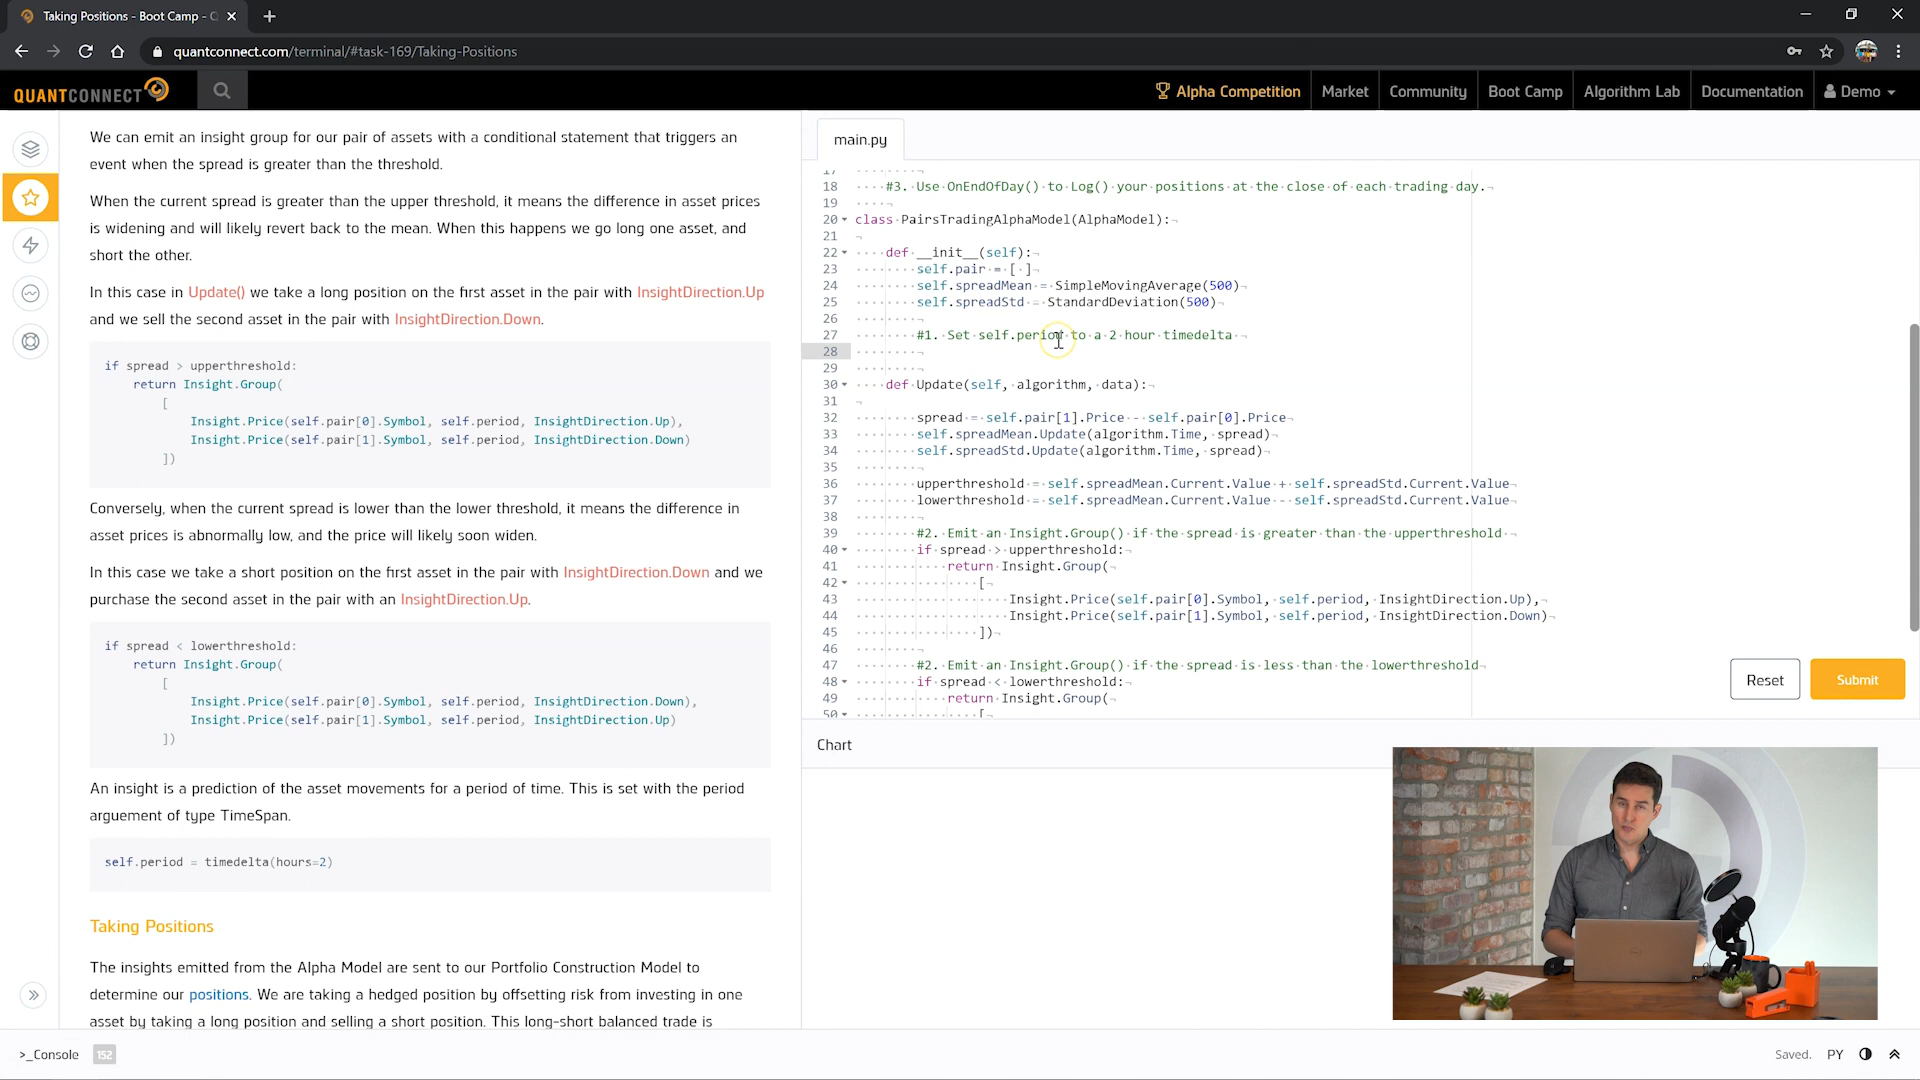 Taking Positions - Boot Camp - Q
quantconnect.com/terminal/#task-169/Taking-Positions
QUANTCONNECT
Alpha Competition
Market
Community
Boot Camp
Algorithm Lab
Documentation
Demo
We can emit an insight group for our pair of assets with a conditional statement that triggers an
event when the spread is greater than the threshold.
When the current spread is greater than the upper threshold, it means the difference in asset prices
is widening and will likely revert back to the mean. When this happens we go long one asset, and
short the other.
In this case in Update() we take a long position on the first asset in the pair with InsightDirection.Up
and we sell the second asset in the pair with InsightDirection.Down.
if spread > upperthreshold:
return Insight.Group(
[
Insight.Price(self.pair[0].Symbol, self.period, InsightDirection.Up),
Insight.Price(self.pair[1].Symbol, self.period, InsightDirection.Down)
])
Conversely, when the current spread is lower than the lower threshold, it means the difference in
asset prices is abnormally low, and the price will likely soon widen.
In this case we take a short position on the first asset in the pair with InsightDirection.Down and we
purchase the second asset in the pair with an InsightDirection.Up.
if spread < lowerthreshold:
return Insight.Group(
[
Insight.Price(self.pair[0].Symbol, self.period, InsightDirection.Down),
Insight.Price(self.pair[1].Symbol, self.period, InsightDirection.Up)
])
An insight is a prediction of the asset movements for a period of time. This is set with the period
arguement of type TimeSpan.
self.period = timedelta(hours=2)
Taking Positions
The insights emitted from the Alpha Model are sent to our Portfolio Construction Model to
determine our positions. We are taking a hedged position by offsetting risk from investing in one
asset by taking a long position and selling a short position. This long-short balanced trade is
main.py
17
18 #3. Use OnEndOfDay() to Log() your positions at the close of each trading day.
19
20 class PairsTradingAlphaModel(AlphaModel):
21
22 def __init__(self):
23 self.pair = [ ]
24 self.spreadMean = SimpleMovingAverage(500)
25 self.spreadStd = StandardDeviation(500)
26
27 #1. Set self.period to a 2 hour timedelta
28
29
30 def Update(self, algorithm, data):
31
32 spread = self.pair[1].Price - self.pair[0].Price
33 self.spreadMean.Update(algorithm.Time, spread)
34 self.spreadStd.Update(algorithm.Time, spread)
35
36 upperthreshold = self.spreadMean.Current.Value + self.spreadStd.Current.Value
37 lowerthreshold = self.spreadMean.Current.Value - self.spreadStd.Current.Value
38
39 #2. Emit an Insight.Group() if the spread is greater than the upperthreshold
40 if spread > upperthreshold:
41 return Insight.Group(
42 [
43 Insight.Price(self.pair[0].Symbol, self.period, InsightDirection.Up),
44 Insight.Price(self.pair[1].Symbol, self.period, InsightDirection.Down)
45 ])
46
47 #2. Emit an Insight.Group() if the spread is less than the lowerthreshold
48 if spread < lowerthreshold:
49 return Insight.Group(
50 [
Reset
Submit
Chart
>_Console 152
Saved. PY